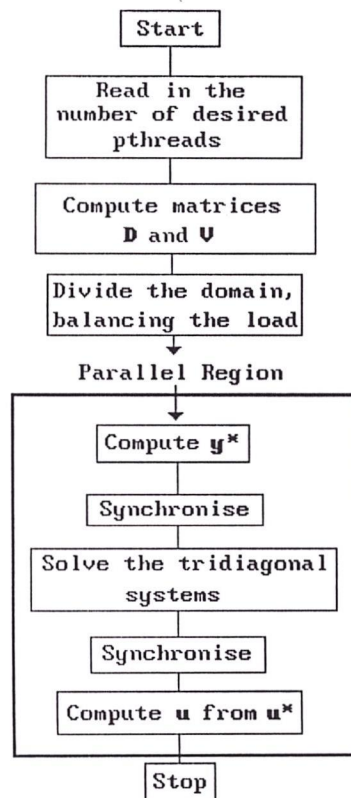 Start
Read in the
number of desired
pthreads
Compute matrices
D and V
Divide the domain,
balancing the load
Parallel Region
Compute y*
Synchronise
Solve the tridiagonal
systems
Synchronise
Compute u from u*
Stop